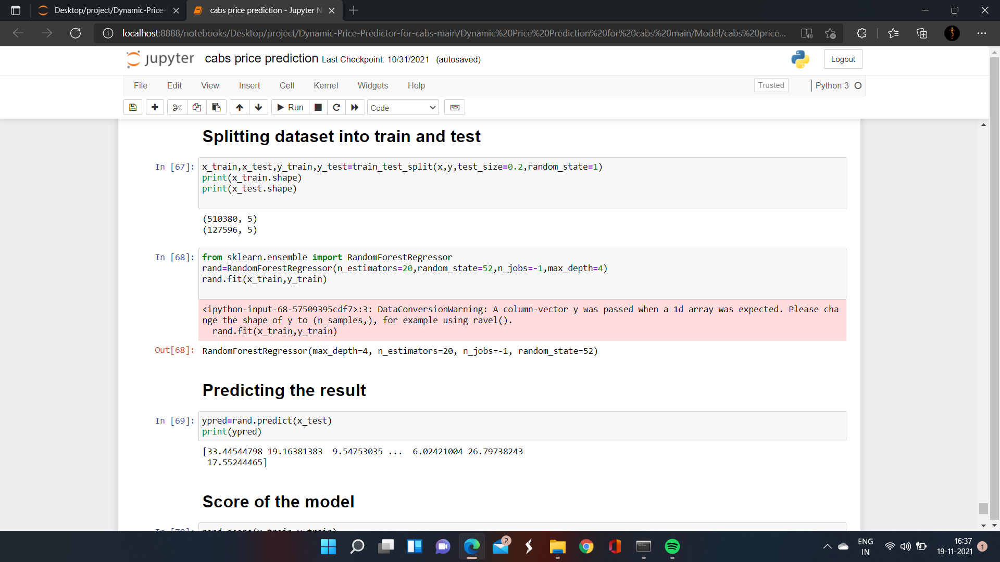 Desktop/project/Dynamic-Price-
cabs price prediction - Jupyter N
localhost:8888/notebooks/Desktop/project/Dynamic-Price-Predictor-for-cabs-main/Dynamic%20Price%20Prediction%20for%20cabs%20main/Model/cabs%20price...
jupyter cabs price prediction Last Checkpoint: 10/31/2021 (autosaved)
Logout
File Edit View Insert Cell Kernel Widgets Help
Trusted
Python 3
Run
Code
Splitting dataset into train and test
In [67]: x_train,x_test,y_train,y_test=train_test_split(x,y,test_size=0.2,random_state=1)
print(x_train.shape)
print(x_test.shape)
(510380, 5)
(127596, 5)
In [68]: from sklearn.ensemble import RandomForestRegressor
rand=RandomForestRegressor(n_estimators=20,random_state=52,n_jobs=-1,max_depth=4)
rand.fit(x_train,y_train)
<ipython-input-68-57509395cdf7>:3: DataConversionWarning: A column-vector y was passed when a 1d array was expected. Please cha
nge the shape of y to (n_samples,), for example using ravel().
rand.fit(x_train,y_train)
Out[68]: RandomForestRegressor(max_depth=4, n_estimators=20, n_jobs=-1, random_state=52)
Predicting the result
In [69]: ypred=rand.predict(x_test)
print(ypred)
[33.44544798 19.16381383  9.54753035 ...  6.02421004 26.79738243
17.55244465]
Score of the model
2
ENG
IN
16:37
19-11-2021
1